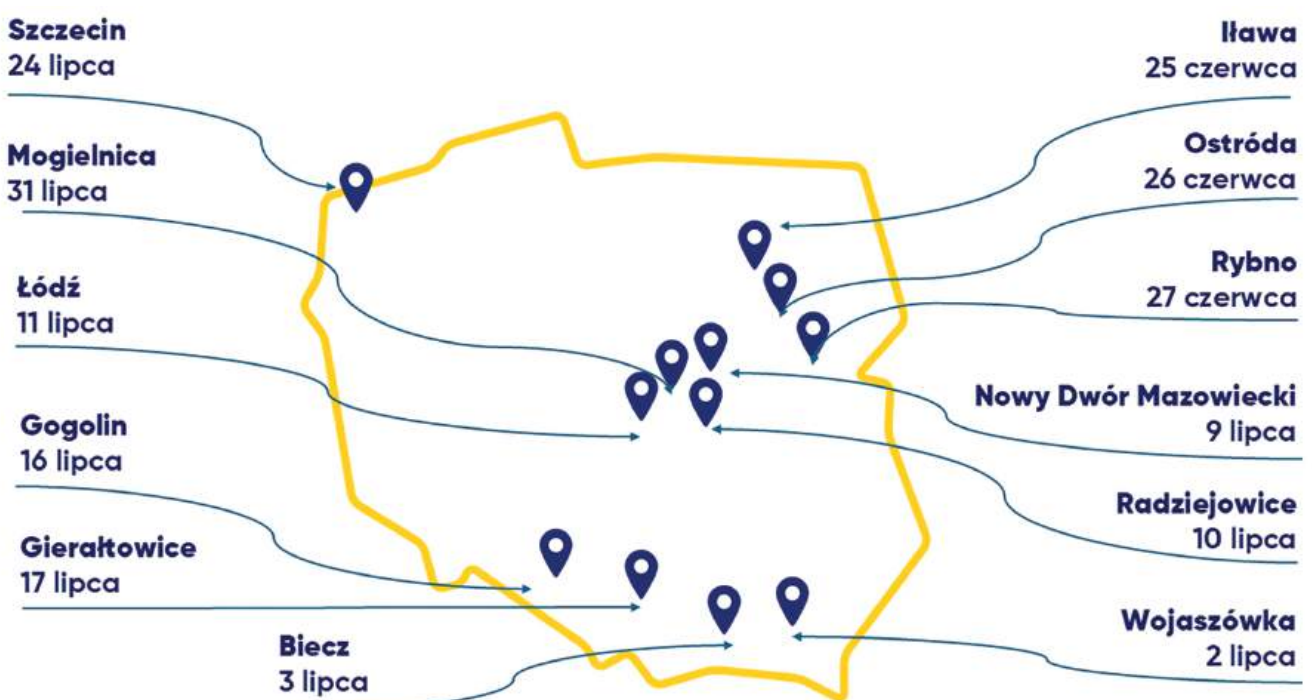 Szczecin
24 lipca
Mogielnica
31 lipca
Łódź
11 lipca
Gogolin
16 lipca
Gierałtowice
17 lipca
Biecz
3 lipca
Iława
25 czerwca
Ostróda
26 czerwca
Rybno
27 czerwca
Nowy Dwór Mazowiecki
9 lipca
Radziejowice
10 lipca
Wojaszówka
2 lipca